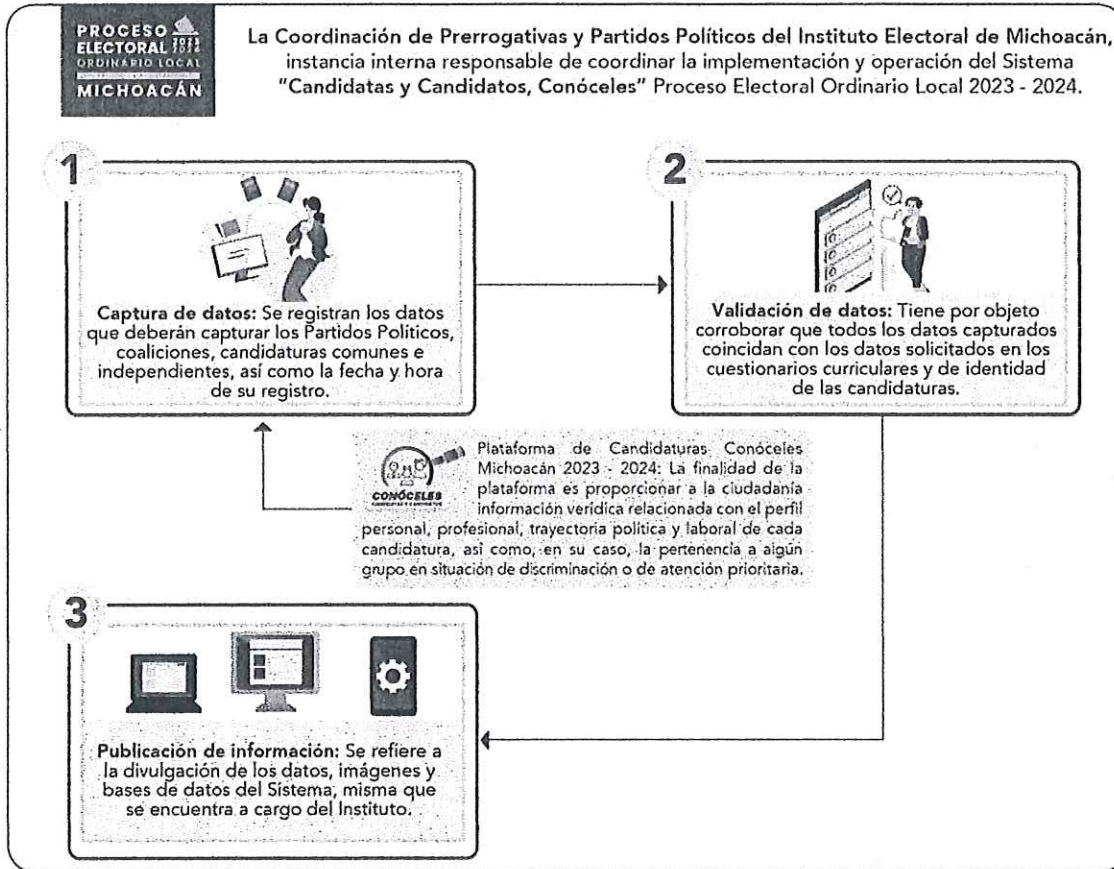 PROCESO
ELECTORAL 2023 2024
ORDINARIO LOCAL
MICHOACÁN
La Coordinación de Prerrogativas y Partidos Políticos del Instituto Electoral de Michoacán,
instancia interna responsable de coordinar la implementación y operación del Sistema
"Candidatas y Candidatos, Conóceles" Proceso Electoral Ordinario Local 2023 - 2024.
1
Captura de datos: Se registran los datos
que deberán capturar los Partidos Políticos,
coaliciones, candidaturas comunes e
independientes, así como la fecha y hora
de su registro.
2
Validación de datos: Tiene por objeto
corroborar que todos los datos capturados
coincidan con los datos solicitados en los
cuestionarios curriculares y de identidad
de las candidaturas.
CONÓCELES
Plataforma de Candidaturas Conóceles
Michoacán 2023 - 2024: La finalidad de la
plataforma es proporcionar a la ciudadanía
información verídica relacionada con el perfil
personal, profesional, trayectoria política y laboral de cada
candidatura, así como, en su caso, la pertenencia a algún
grupo en situación de discriminación o de atención prioritaria.
3
Publicación de información: Se refiere a
la divulgación de los datos, imágenes y
bases de datos del Sistema, misma que
se encuentra a cargo del Instituto.